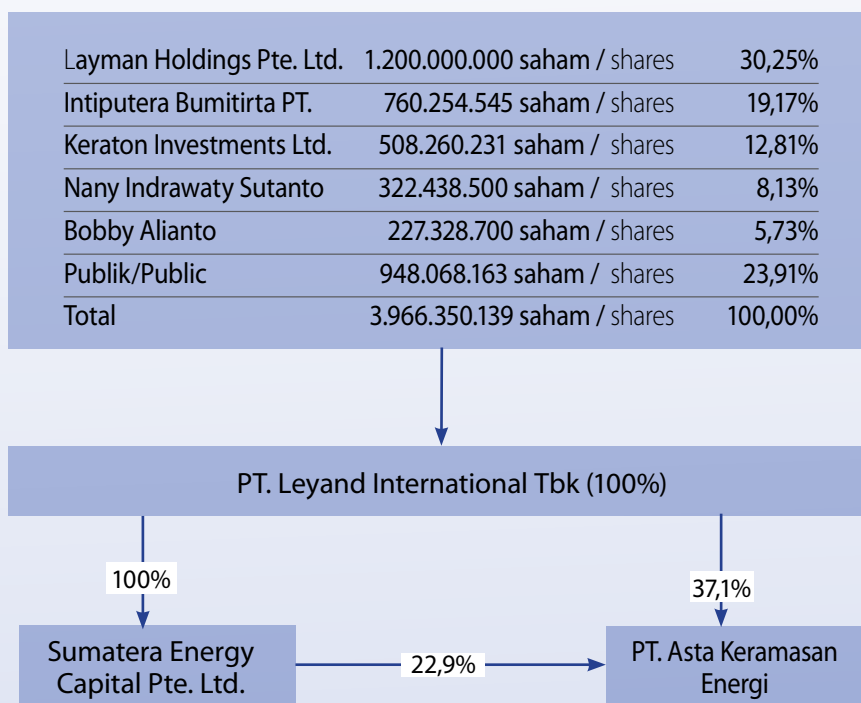 Layman Holdings Pte. Ltd. 1.200.000.000 saham / shares 30,25%
Intiputera Bumitirta PT. 760.254.545 saham / shares 19,17%
Keraton Investments Ltd. 508.260.231 saham / shares 12,81%
Nany Indrawaty Sutanto 322.438.500 saham / shares 8,13%
Bobby Alianto 227.328.700 saham / shares 5,73%
Publik/Public 948.068.163 saham / shares 23,91%
Total 3.966.350.139 saham / shares 100,00%
PT. Leyand International Tbk (100%)
100%
37,1%
Sumatera Energy
Capital Pte. Ltd.
22,9%
PT. Asta Keramasan
Energi